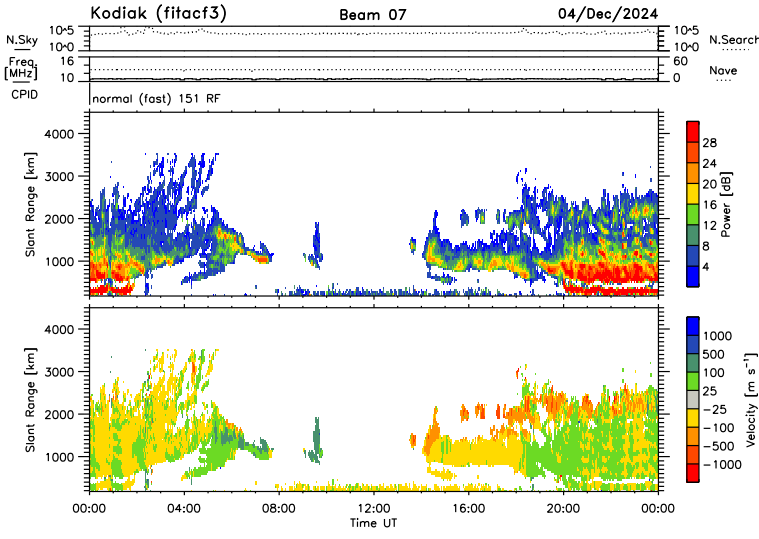 Kodiak (fitacf3) Beam 07 04/Dec/2024
N.Sky 10^5 10^5 N.Search
10^0 10^0
Freq. 16 60
[MHz] 10 0 Nave
CPID normal (fast) 151 RF
4000
3000
2000
1000
Slant Range [km]
28
24
20
16
12
8
4
Power [dB]
4000
3000
2000
1000
Slant Range [km]
1000
500
100
25
-25
-100
-500
-1000
Velocity [m s^-1]
00:00 04:00 08:00 12:00 16:00 20:00 00:00
Time UT